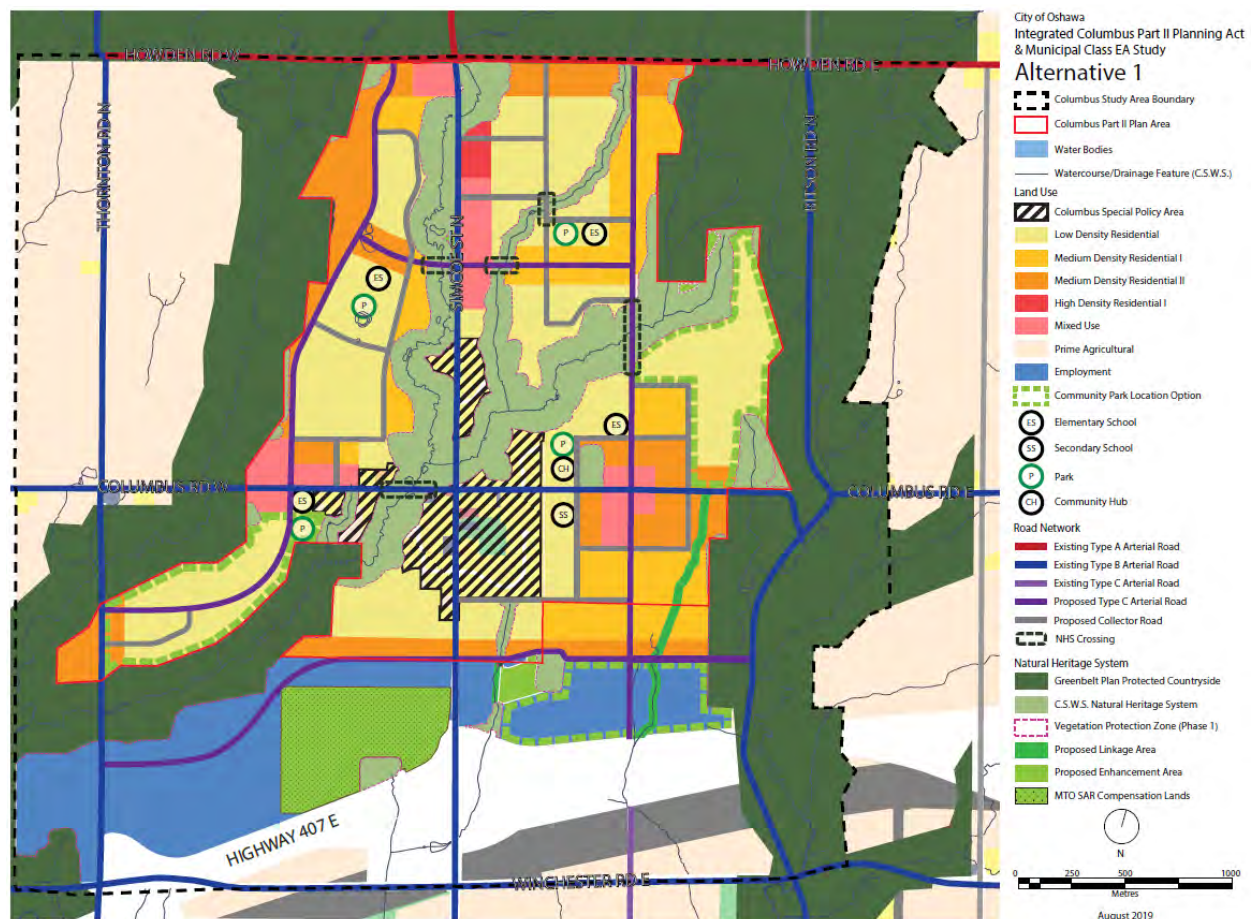 City of Oshawa
Integrated Columbus Part II Planning Act
& Municipal Class EA Study
Alternative 1
Columbus Study Area Boundary
Columbus Part II Plan Area
Water Bodies
Watercourse/Drainage Feature (C.S.W.S.)
Land Use
Columbus Special Policy Area
Low Density Residential
Medium Density Residential I
Medium Density Residential II
High Density Residential I
Mixed Use
Prime Agricultural
Employment
Community Park Location Option
ES Elementary School
SS Secondary School
P Park
CH Community Hub
Road Network
Existing Type A Arterial Road
Existing Type B Arterial Road
Existing Type C Arterial Road
Proposed Type C Arterial Road
Proposed Collector Road
NHS Crossing
Natural Heritage System
Greenbelt Plan Protected Countryside
C.S.W.S. Natural Heritage System
Vegetation Protection Zone (Phase 1)
Proposed Linkage Area
Proposed Enhancement Area
MTO SAR Compensation Lands
N
0 250 500 1000
Metres
August 2019
HOWDEN RD W
HOWDEN RD E
THORNTON RD N
SIMCOE ST N
RITSON RD N
P
ES
ES
P
ES
P
CH
SS
COLUMBUS RD W
COLUMBUS RD E
ES
P
HIGHWAY 407 E
WINCHESTER RD E